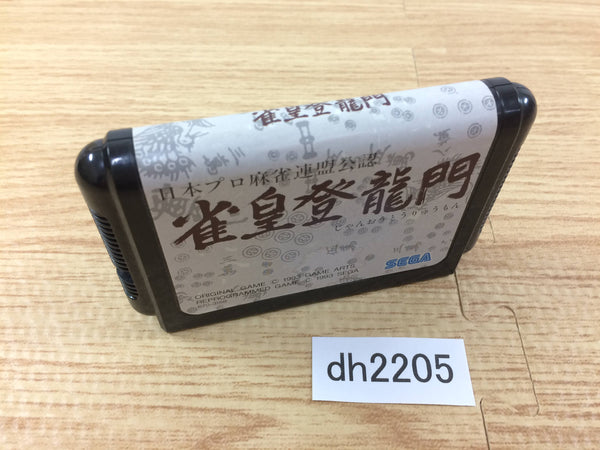 雀皇登龍門
日本プロ麻雀連盟公認
雀皇登龍門
じゃんおうとうりゅうもん
SEGA
ORIGINAL GAME C 1993 GAME ARTS
REPROGRAMMED GAME C 1993 SEGA
dh2205